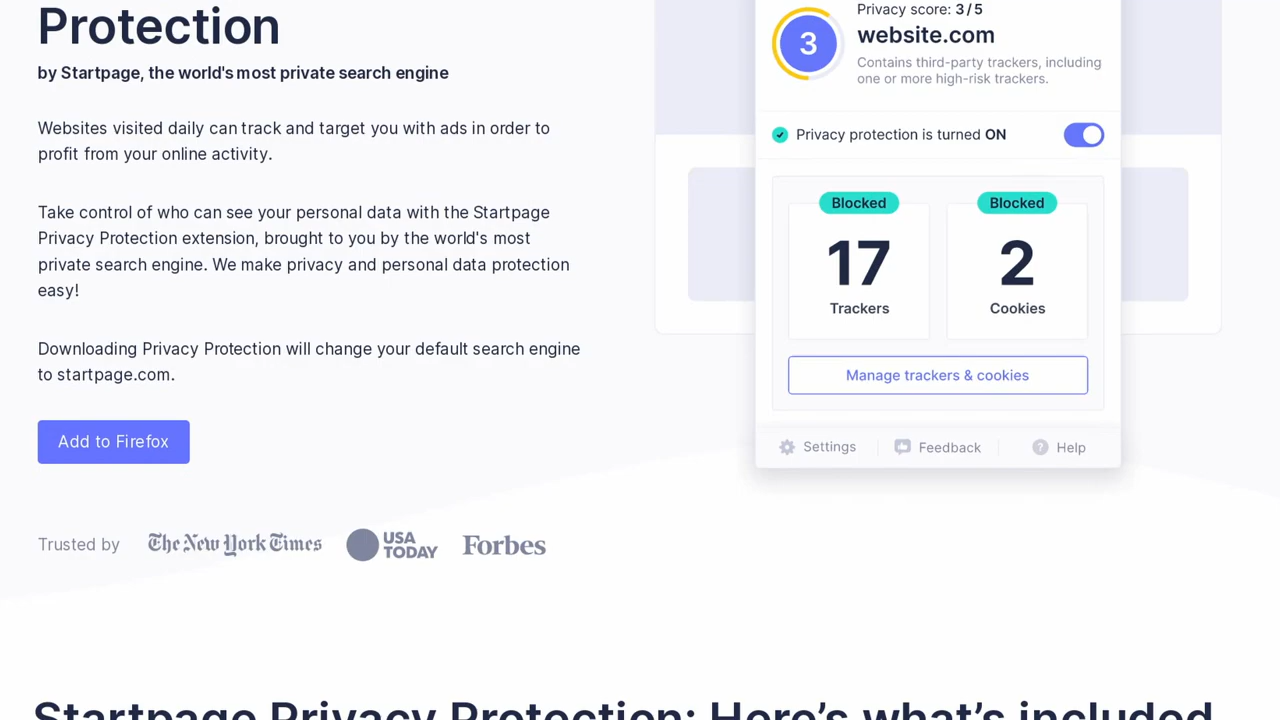 Protection
by Startpage, the world's most private search engine
Websites visited daily can track and target you with ads in order to
profit from your online activity.
Take control of who can see your personal data with the Startpage
Privacy Protection extension, brought to you by the world's most
private search engine. We make privacy and personal data protection
easy!
Downloading Privacy Protection will change your default search engine
to startpage.com.
Add to Firefox
Trusted by The New York Times USA TODAY Forbes
Privacy score: 3 / 5
3
website.com
Contains third-party trackers, including
one or more high-risk trackers.
Privacy protection is turned ON
Blocked Blocked
17 2
Trackers Cookies
Manage trackers & cookies
Settings Feedback Help
Startpage Privacy Protection: Here's what's included